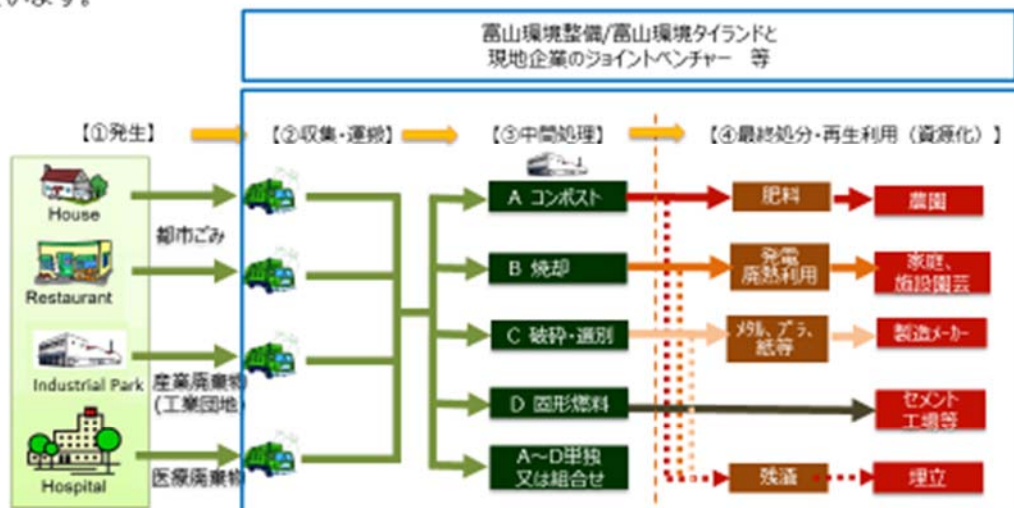 います。
富山環境整備/富山環境タイランドと
現地企業のジョイントベンチャー 等
【①発生】
【②収集・運搬】
【③中間処理】
【④最終処分・再生利用（資源化）】
House
都市ごみ
Restaurant
Industrial Park
産業廃棄物
(工業団地)
医療廃棄物
Hospital
A コンポスト
B 焼却
C 破砕・選別
D 固形燃料
A～D単独
又は組合せ
肥料
農園
発電
廃熱利用
家庭、
施設園芸
メタル、プラ、
紙等
製造メーカー
セメント
工場等
残渣
埋立